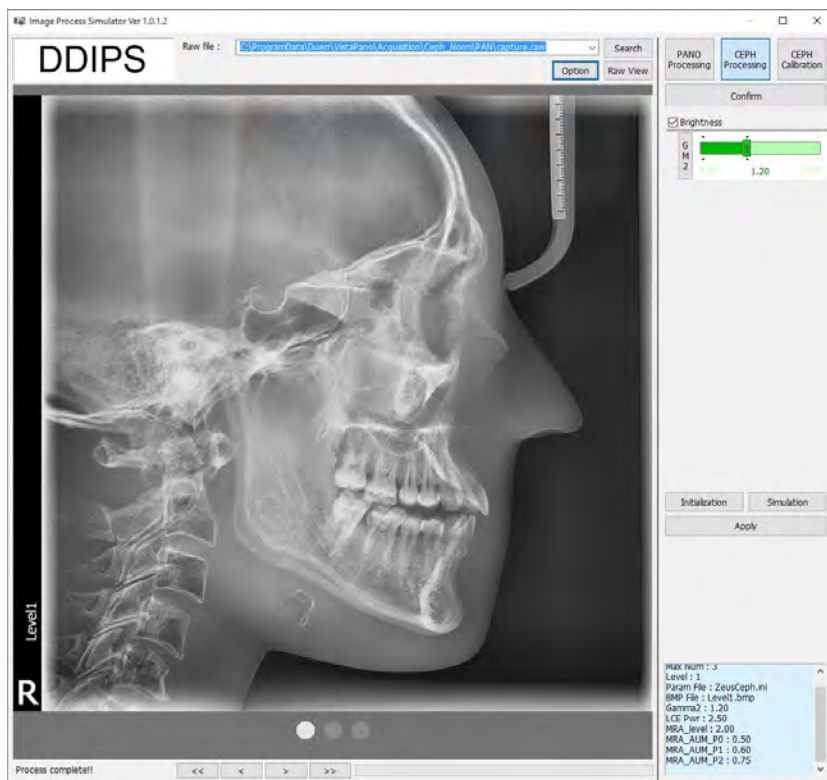 Image Process Simulator Ver 1.0.1.2
DDIPS
Raw file :
C:\ProgramData\Duerr\VistaPano\Acquisition\Ceph_Norm\PAN\capture.raw
Search
Option
Raw View
PANO Processing
CEPH Processing
CEPH Calibration
Confirm
Brightness
G
M
2
1.20
Initialization
Simulation
Apply
Level1
R
Max Num : 3
Level : 1
Param File : ZeusCeph.ini
BMP File : Level1.bmp
Gamma2 : 1.20
LCE Pwr : 2.50
MRA_level : 2.00
MRA_AUM_P0 : 0.50
MRA_AUM_P1 : 0.60
MRA_AUM_P2 : 0.75
Process complete!!
<<
<
>
>>